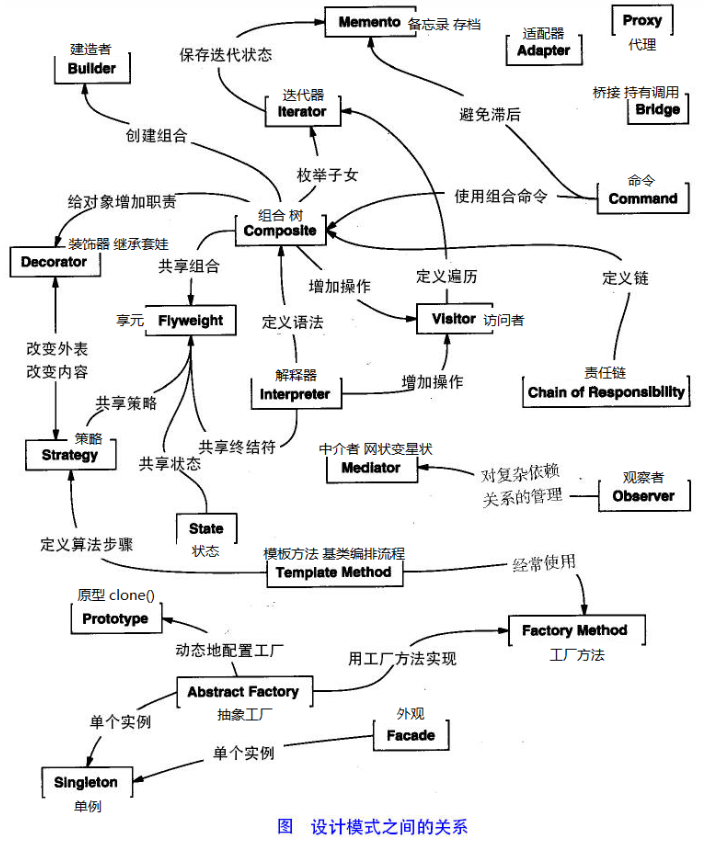 Memento 备忘录 存档
Proxy
代理
适配器
Adapter
建造者
Builder
保存迭代状态
迭代器
Iterator
桥接 持有调用
Bridge
避免滞后
创建组合
枚举子女
命令
Command
给对象增加职责
使用组合命令
组合 树
Composite
装饰器 继承套娃
Decorator
共享组合
增加操作
定义遍历
定义链
享元 Flyweight
定义语法
Visitor 访问者
改变外表
改变内容
解释器
Interpreter
增加操作
责任链
Chain of Responsibility
共享策略
策略
Strategy
共享终结符
共享状态
中介者 网状变星状
Mediator
对复杂依赖
关系的管理
观察者
Observer
State
状态
定义算法步骤
模板方法 基类编排流程
Template Method
经常使用
原型 clone()
Prototype
Factory Method
工厂方法
动态地配置工厂
用工厂方法实现
Abstract Factory
抽象工厂
单个实例
外观
Facade
单个实例
Singleton
单例
图 设计模式之间的关系